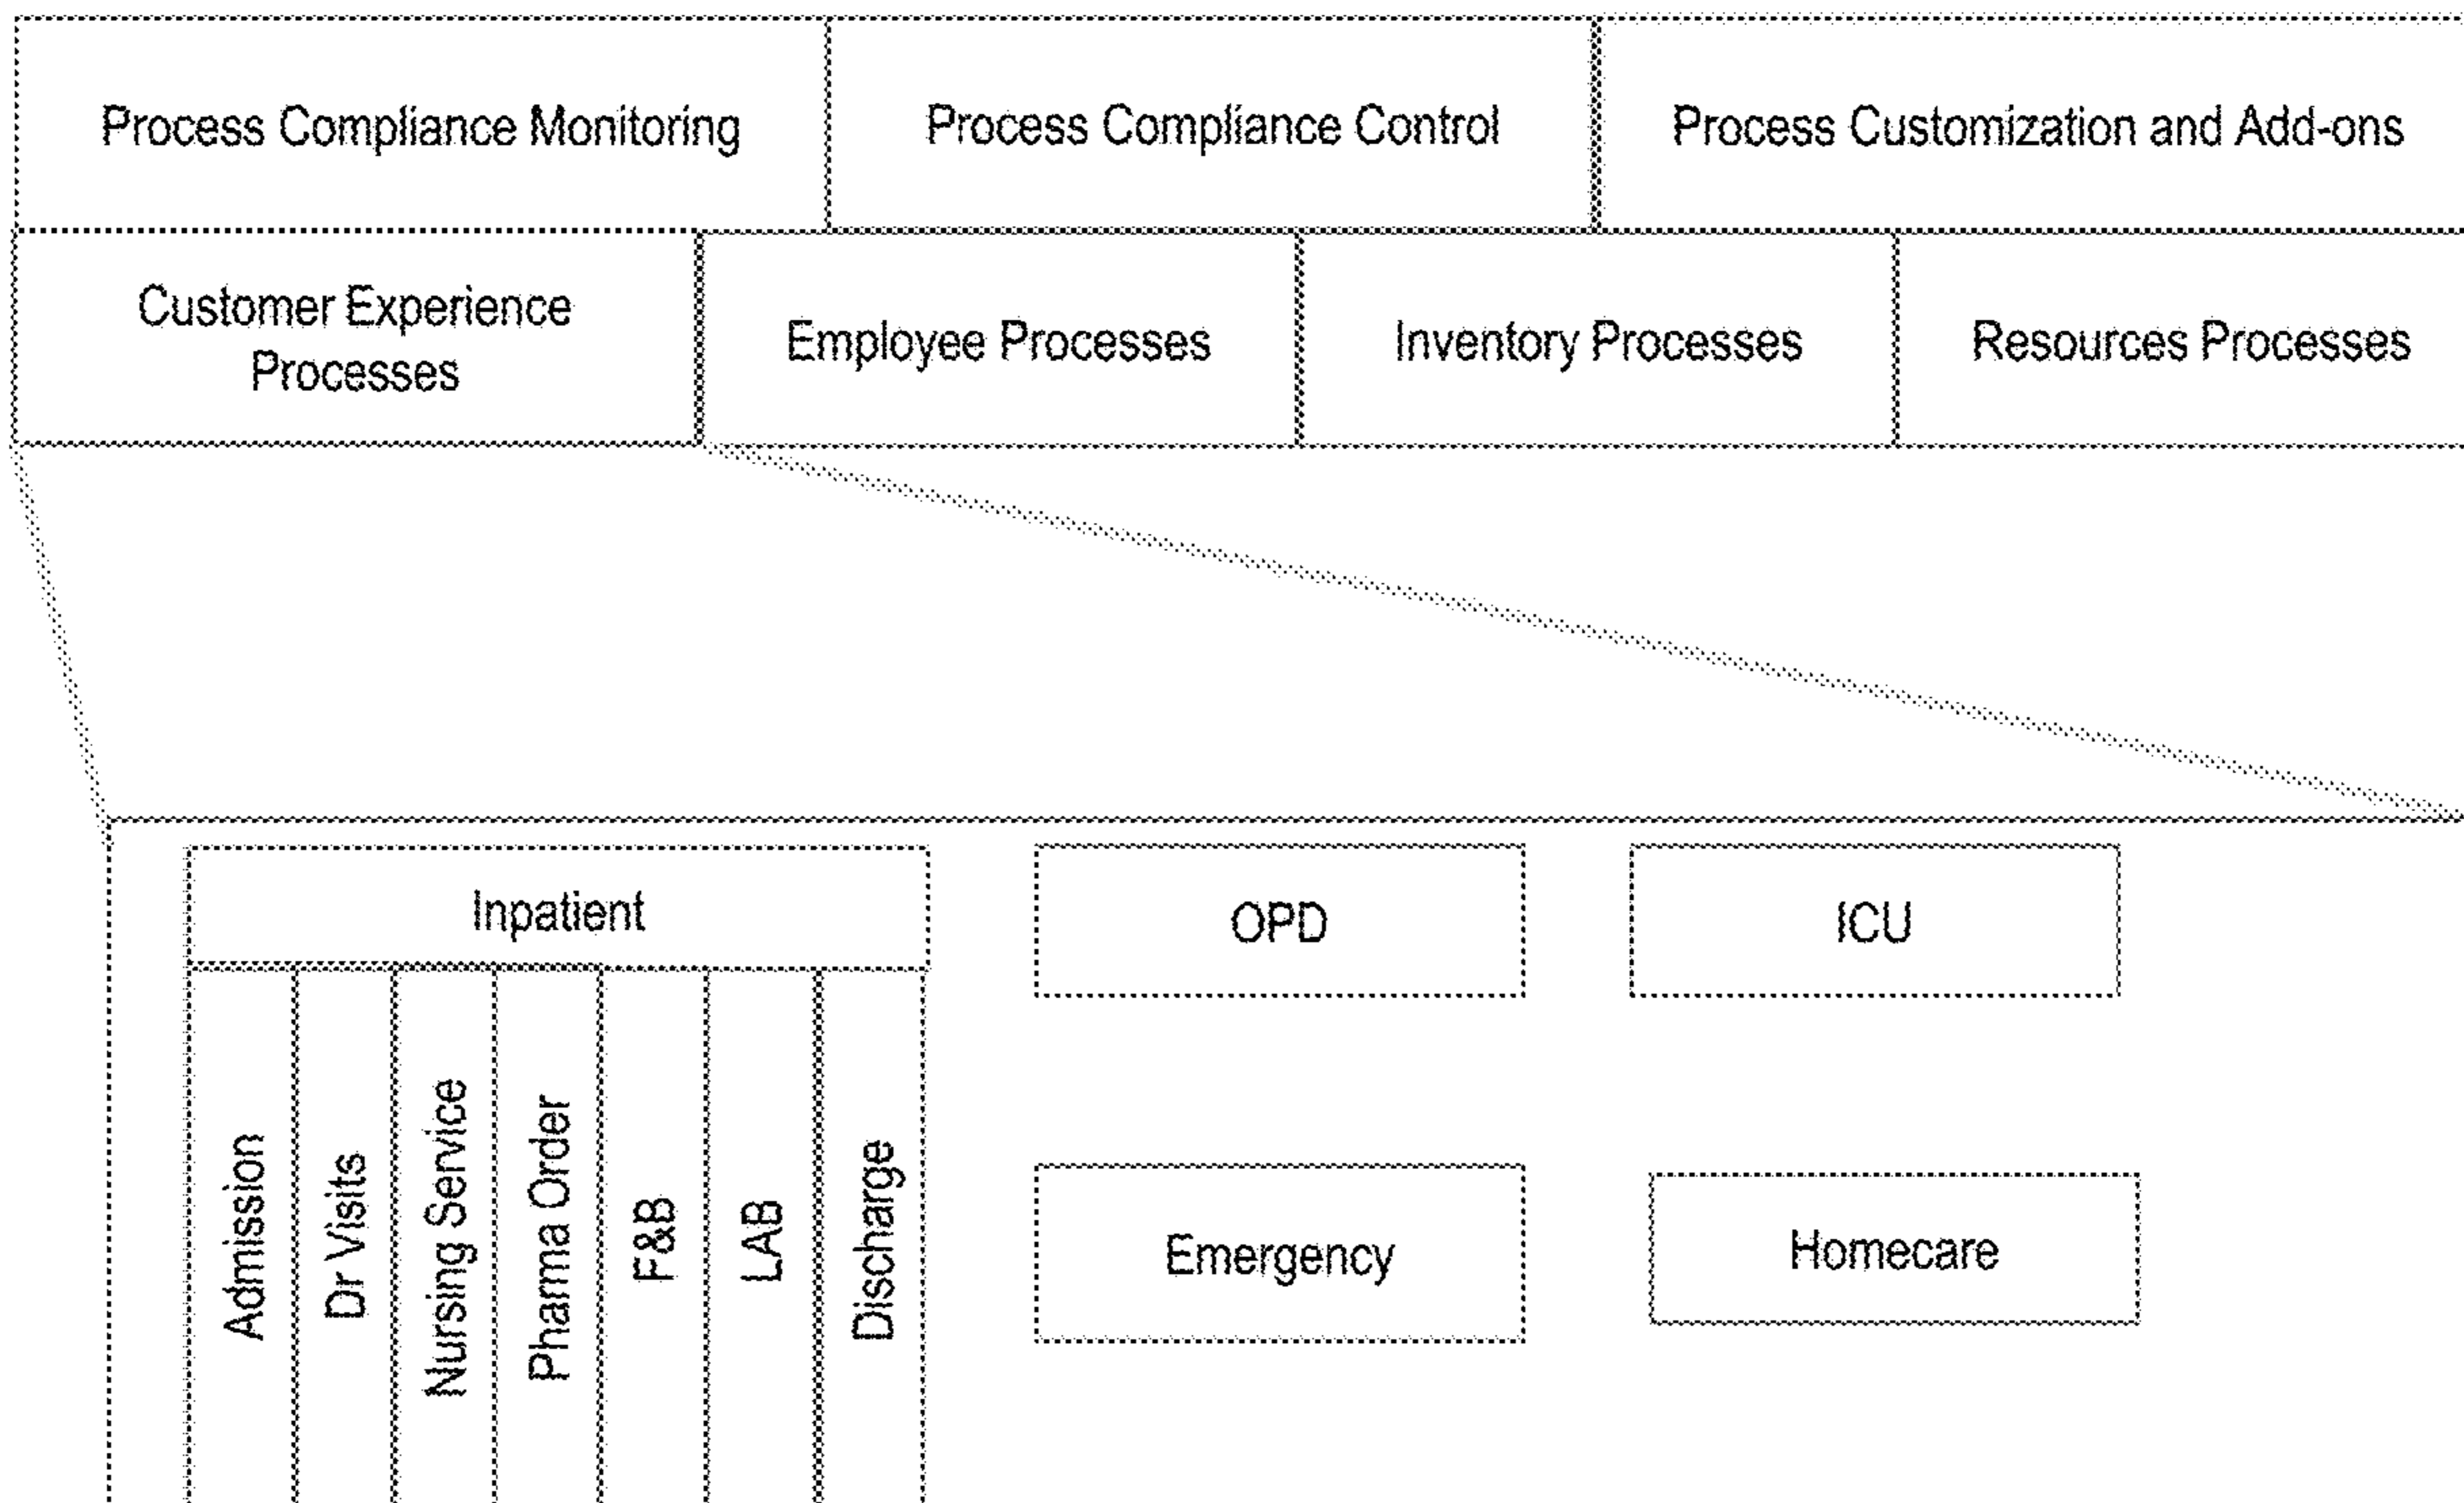 Process Compliance Monitoring
Process Compliance Control
Process Customization and Add-ons
Customer Experience
Processes
Employee Processes
Inventory Processes
Resources Processes
Inpatient
OPD
ICU
Admission
Dr Visits
Nursing Service
Pharma Order
F&B
LAB
Discharge
Emergency
Homecare